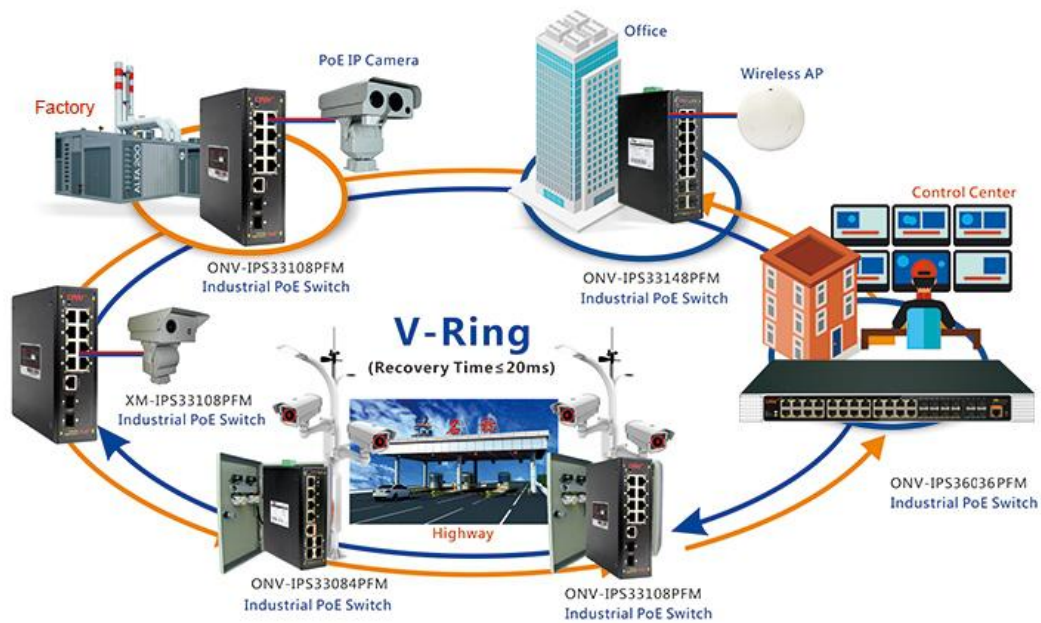 Office
PoE IP Camera
Wireless AP
Factory
ALFA 200
Control Center
ONV-IPS33108PFM
Industrial PoE Switch
ONV-IPS33148PFM
Industrial PoE Switch
V-Ring
(Recovery Time≤20ms)
XM-IPS33108PFM
Industrial PoE Switch
ONV-IPS36036PFM
Industrial PoE Switch
Highway
ONV-IPS33084PFM
Industrial PoE Switch
ONV-IPS33108PFM
Industrial PoE Switch